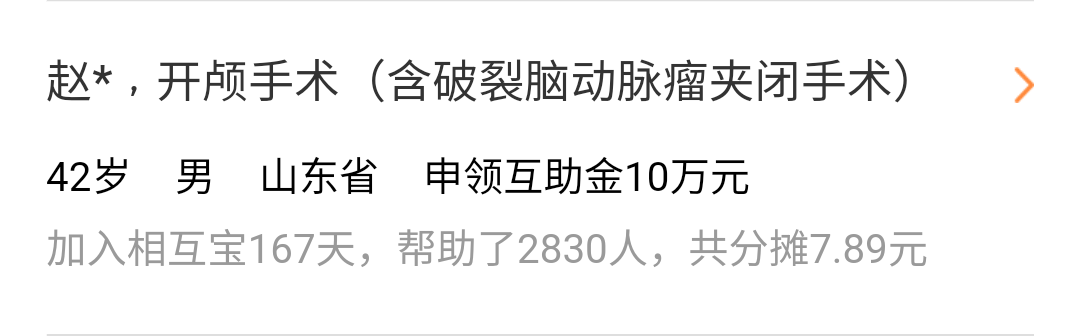 赵*，开颅手术（含破裂脑动脉瘤夹闭手术）
42岁 男 山东省 申领互助金10万元
加入相互宝167天，帮助了2830人，共分摊7.89元